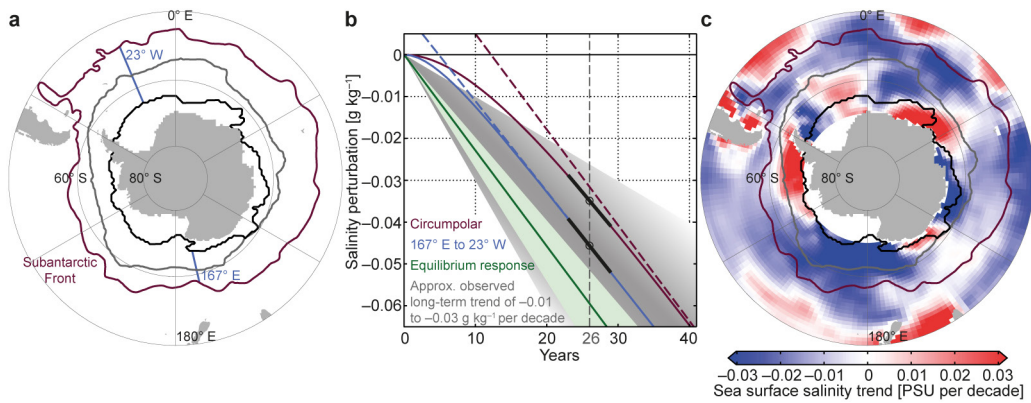 a
0° E
23° W
60° S
80° S
Subantarctic
Front
167° E
180° E
b
Salinity perturbation [g kg⁻¹]
0
−0.01
−0.02
−0.03
−0.04
−0.05
−0.06
Circumpolar
167° E to 23° W
Equilibrium response
Approx. observed
long-term trend of −0.01
to −0.03 g kg⁻¹ per decade
0
10
20
26
30
40
Years
c
0° E
60° S
80° S
180° E
−0.03 −0.02 −0.01 0 0.01 0.02 0.03
Sea surface salinity trend [PSU per decade]